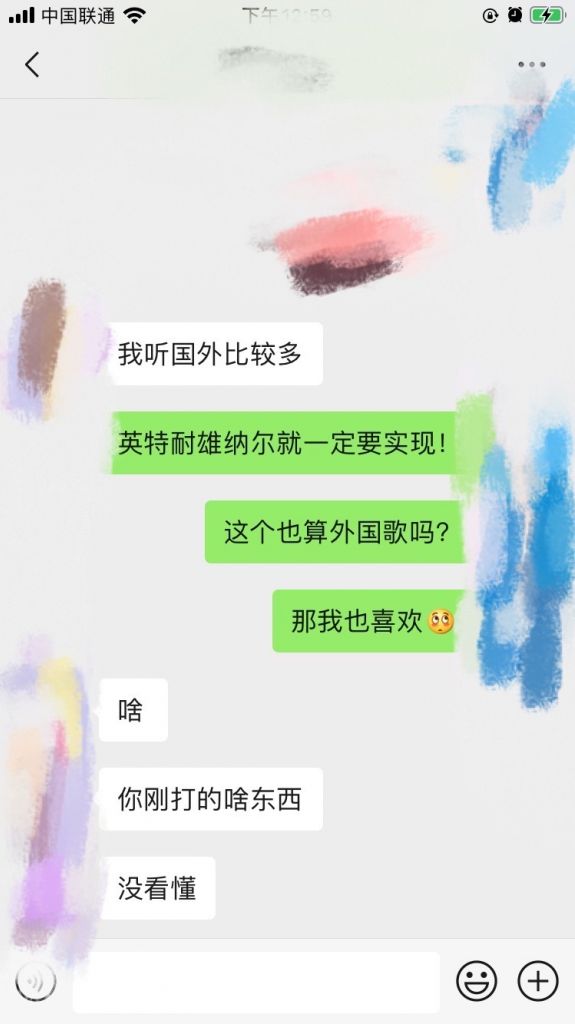 中国联通
下午12:59
我听国外比较多
英特耐雄纳尔就一定要实现！
这个也算外国歌吗？
那我也喜欢🥺
啥
你刚打的啥东西
没看懂